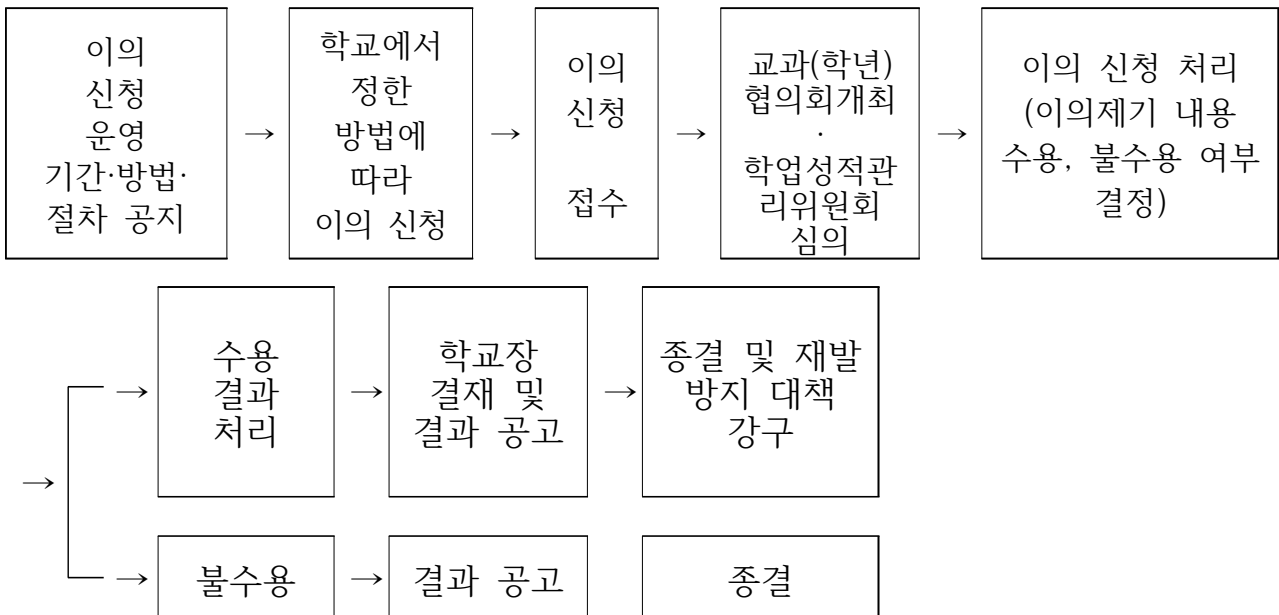 이의
신청
운영
기간·방법·
절차 공지
→
학교에서
정한
방법에
따라
이의 신청
→
이의
신청
접수
→
교과(학년)
협의회개최
·
학업성적관
리위원회
심의
→
이의 신청 처리
(이의제기 내용
수용, 불수용 여부
결정)
→
→
수용
결과
처리
→
학교장
결재 및
결과 공고
→
종결 및 재발
방지 대책
강구
→
불수용
→
결과 공고
종결